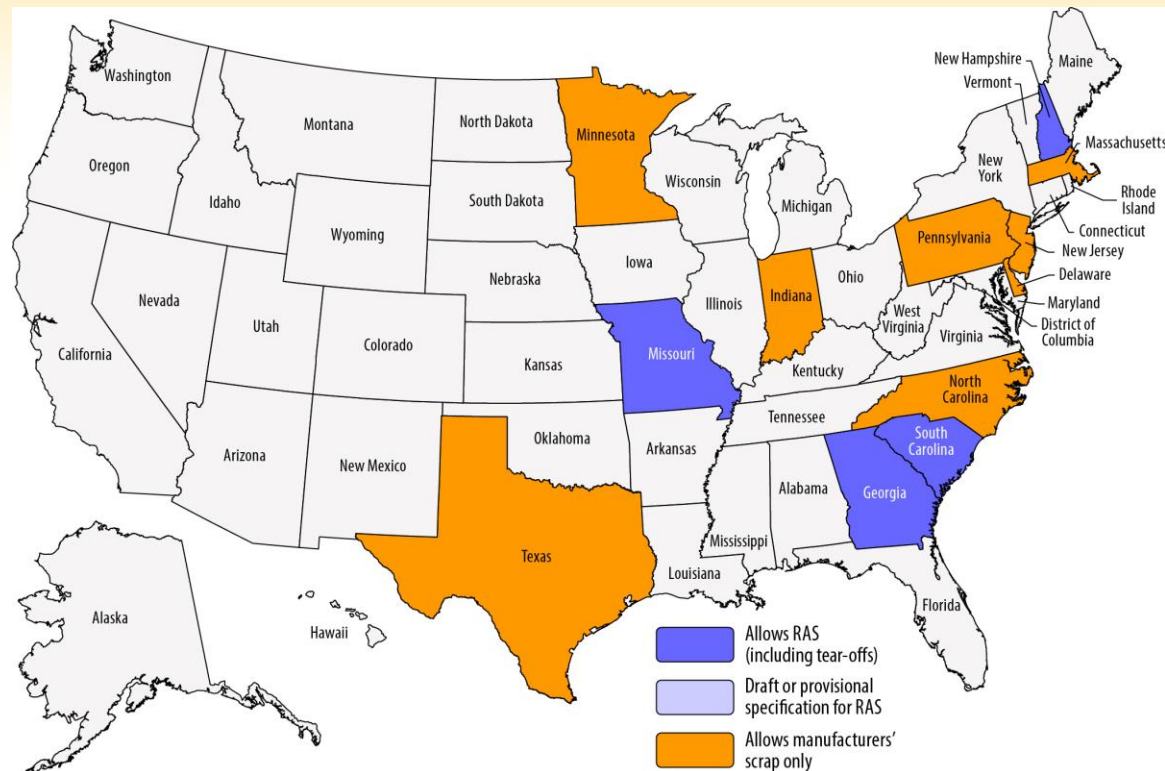 Washington
Oregon
California
Nevada
Idaho
Montana
Wyoming
Utah
Colorado
Arizona
New Mexico
North Dakota
South Dakota
Nebraska
Kansas
Oklahoma
Texas
Minnesota
Iowa
Missouri
Arkansas
Louisiana
Wisconsin
Illinois
Michigan
Indiana
Ohio
Kentucky
Tennessee
Mississippi
Alabama
Georgia
Florida
South
Carolina
North
Carolina
Virginia
West
Virginia
Pennsylvania
New
York
New Hampshire
Vermont
Maine
Massachusetts
Rhode
Island
Connecticut
New Jersey
Delaware
Maryland
District of
Columbia
Alaska
Hawaii
Allows RAS
(including tear-offs)
Draft or provisional
specification for RAS
Allows manufacturers'
scrap only